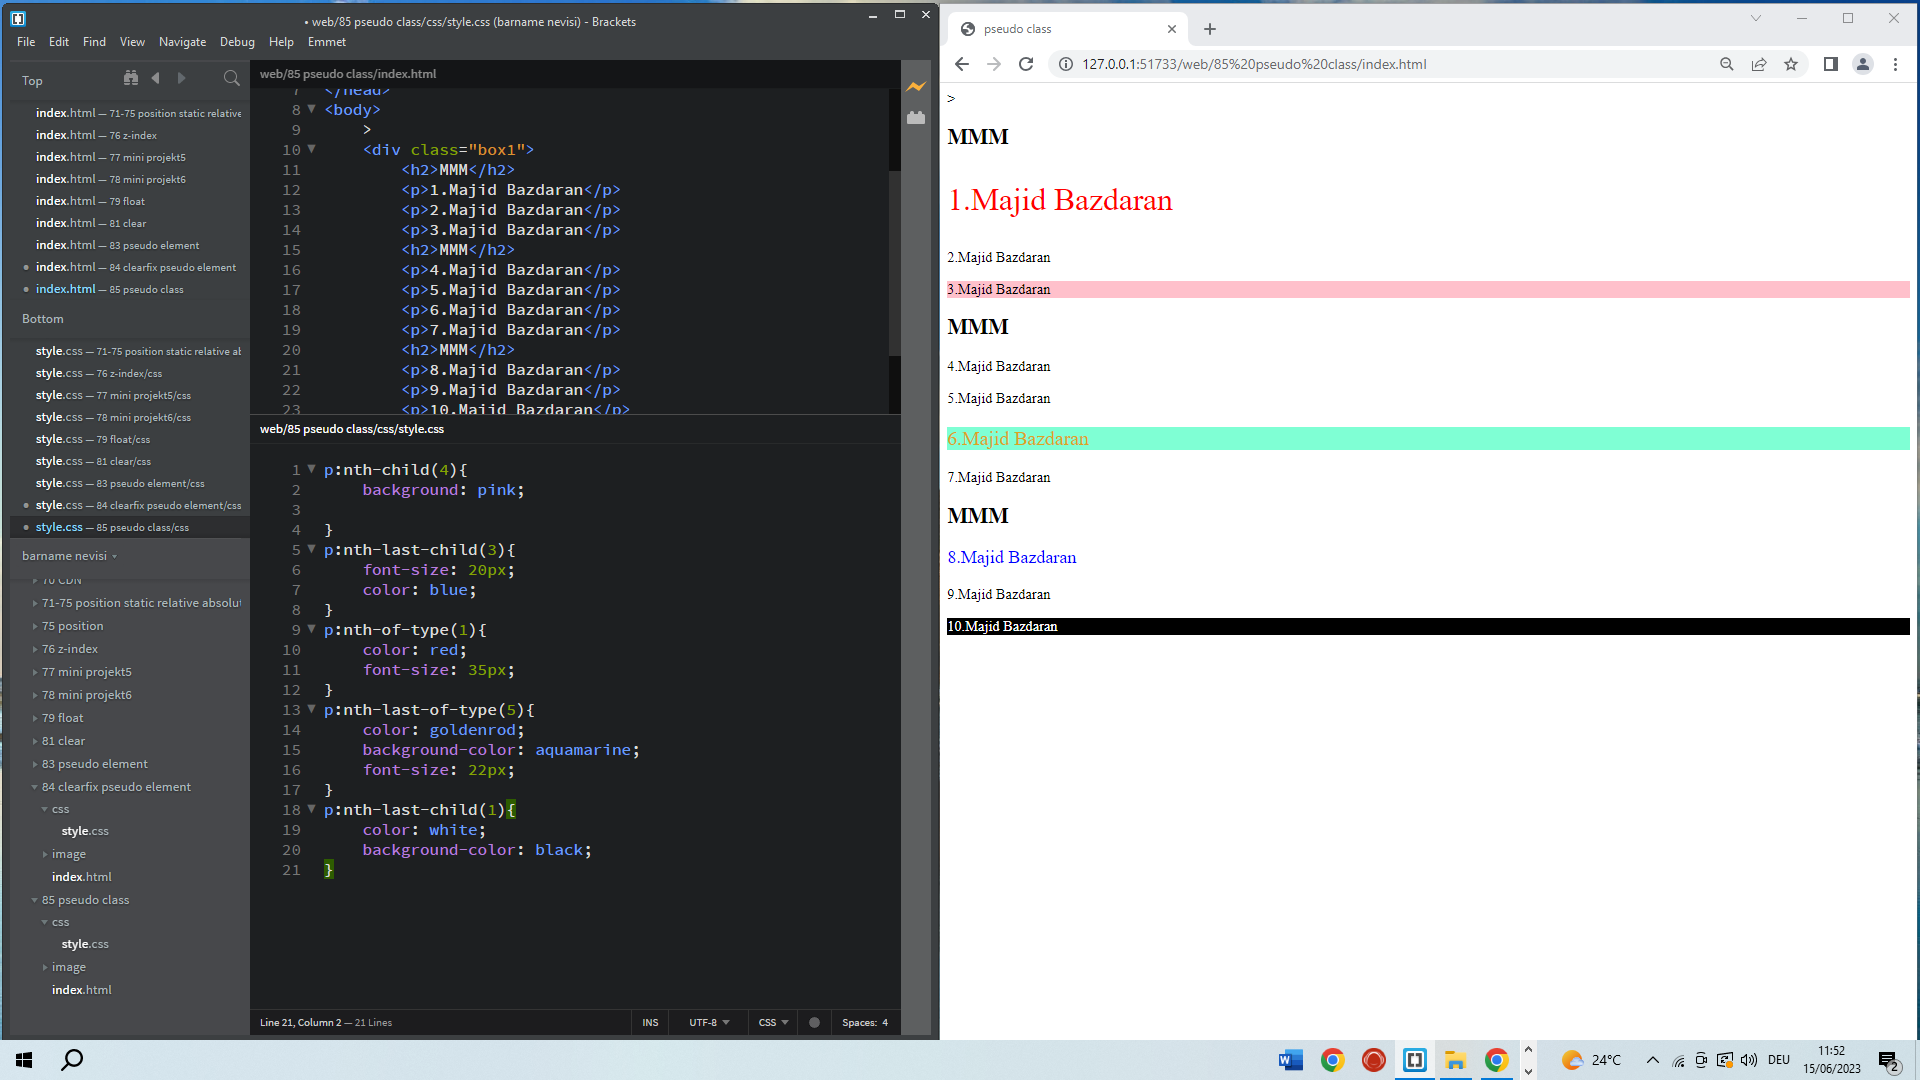 • web/85 pseudo class/css/style.css (barname nevisi) - Brackets
File Edit Find View Navigate Debug Help Emmet
Top
index.html — 71-75 position static relative
index.html — 76 z-index
index.html — 77 mini projekt5
index.html — 78 mini projekt6
index.html — 79 float
index.html — 81 clear
index.html — 83 pseudo element
index.html — 84 clearfix pseudo element
index.html — 85 pseudo class
Bottom
style.css — 71-75 position static relative ab
style.css — 76 z-index/css
style.css — 77 mini projekt5/css
style.css — 78 mini projekt6/css
style.css — 79 float/css
style.css — 81 clear/css
style.css — 83 pseudo element/css
style.css — 84 clearfix pseudo element/css
style.css — 85 pseudo class/css
barname nevisi
70 CDN
71-75 position static relative absolut
75 position
76 z-index
77 mini projekt5
78 mini projekt6
79 float
81 clear
83 pseudo element
84 clearfix pseudo element
css
style.css
image
index.html
85 pseudo class
css
style.css
image
index.html
web/85 pseudo class/index.html
7 </head>
8 <body>
9 >
10 <div class="box1">
11 <h2>MMM</h2>
12 <p>1.Majid Bazdaran</p>
13 <p>2.Majid Bazdaran</p>
14 <p>3.Majid Bazdaran</p>
15 <h2>MMM</h2>
16 <p>4.Majid Bazdaran</p>
17 <p>5.Majid Bazdaran</p>
18 <p>6.Majid Bazdaran</p>
19 <p>7.Majid Bazdaran</p>
20 <h2>MMM</h2>
21 <p>8.Majid Bazdaran</p>
22 <p>9.Majid Bazdaran</p>
23 <p>10.Majid Bazdaran</p>
web/85 pseudo class/css/style.css
1 p:nth-child(4){
2 background: pink;
3
4 }
5 p:nth-last-child(3){
6 font-size: 20px;
7 color: blue;
8 }
9 p:nth-of-type(1){
10 color: red;
11 font-size: 35px;
12 }
13 p:nth-last-of-type(5){
14 color: goldenrod;
15 background-color: aquamarine;
16 font-size: 22px;
17 }
18 p:nth-last-child(1){
19 color: white;
20 background-color: black;
21 }
Line 21, Column 2 — 21 Lines
INS UTF-8 CSS Spaces: 4
pseudo class
127.0.0.1:51733/web/85%20pseudo%20class/index.html
>
MMM
1.Majid Bazdaran
2.Majid Bazdaran
3.Majid Bazdaran
MMM
4.Majid Bazdaran
5.Majid Bazdaran
6.Majid Bazdaran
7.Majid Bazdaran
MMM
8.Majid Bazdaran
9.Majid Bazdaran
10.Majid Bazdaran
24°C
DEU
11:52
15/06/2023
2